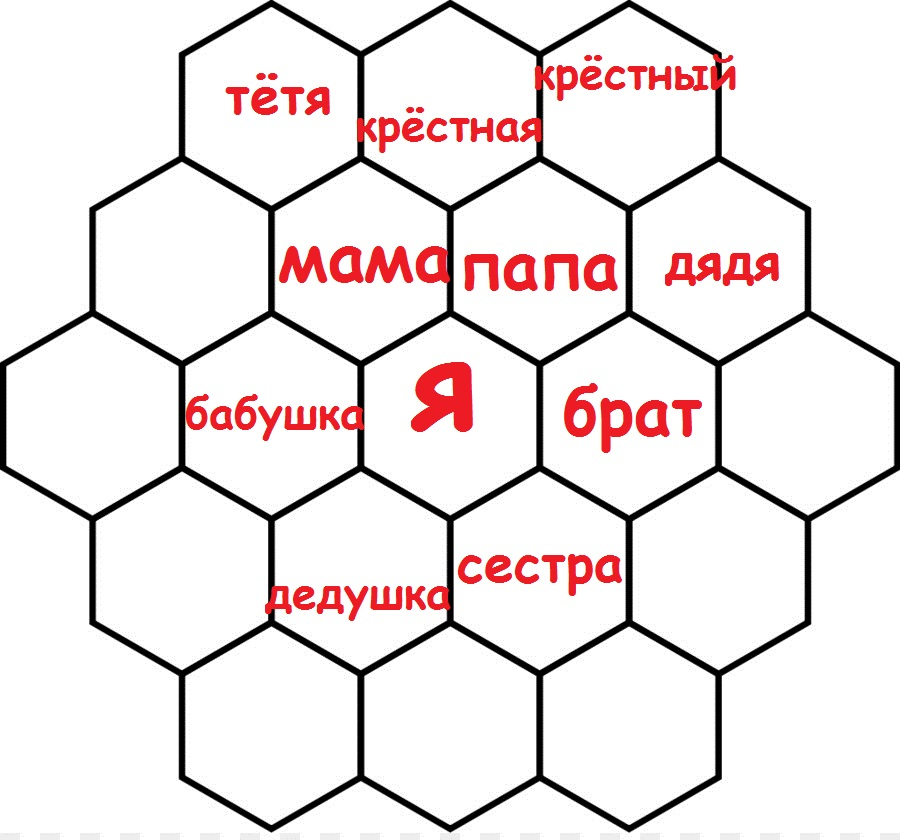 тётя
крёстная
крёстный
мама
папа
дядя
бабушка
я
брат
дедушка
сестра